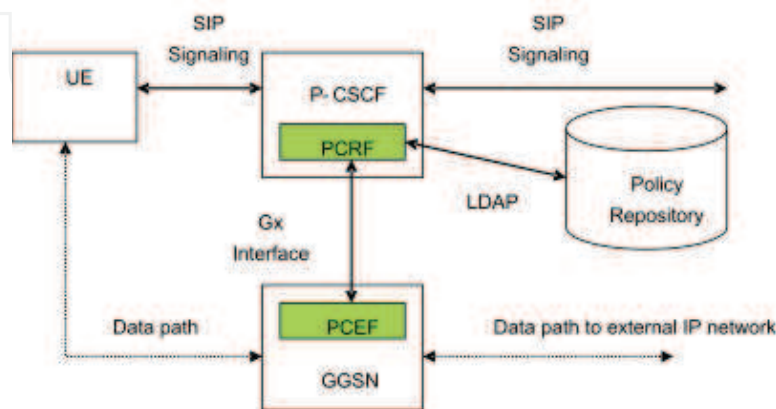 SIP
Signaling
SIP
Signaling
UE
P- CSCF
PCRF
LDAP
Policy
Repository
Gx
Interface
Data path
PCEF
Data path to external IP network
GGSN